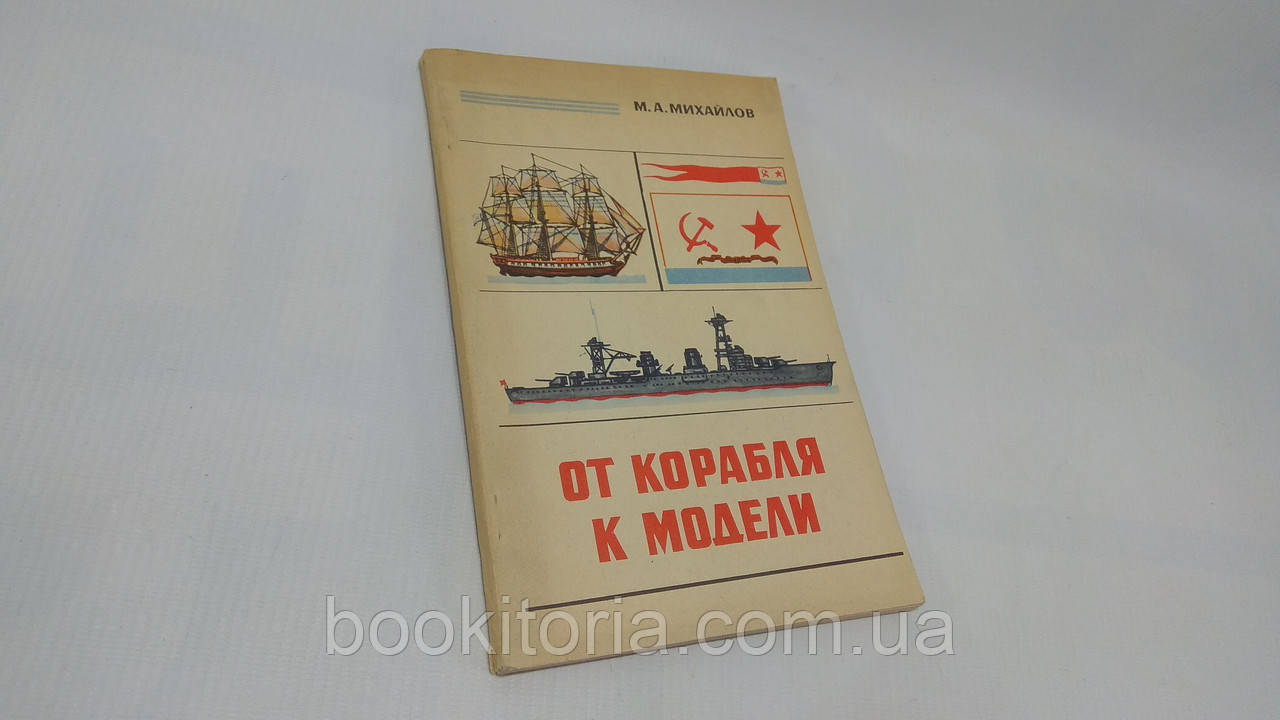 М.А.МИХАЙЛОВ
ОТ КОРАБЛЯ
К МОДЕЛИ
bookitoria.com.ua